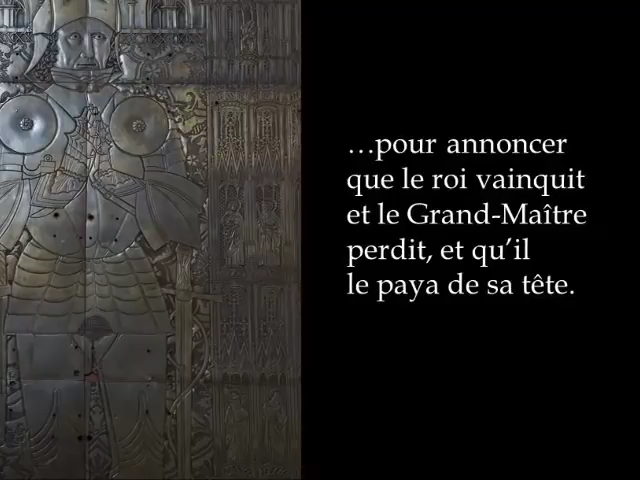 …pour annoncer
que le roi vainquit
et le Grand-Maître
perdit, et qu’il
le paya de sa tête.